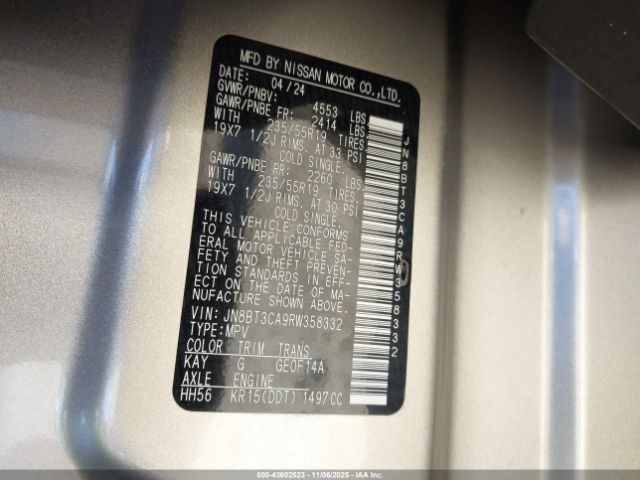 MFD BY NISSAN MOTOR CO.,LTD.
DATE: 04/24
GVWR/PNBV: 4553 LBS
GAWR/PNBE FR: 2414 LBS
WITH 235/55R19 TIRES,
19X7 1/2J RIMS, AT 33 PSI
COLD SINGLE.
GAWR/PNBE RR: 2260 LBS
WITH 235/55R19 TIRES,
19X7 1/2J RIMS, AT 30 PSI
COLD SINGLE.
THIS VEHICLE CONFORMS
TO ALL APPLICABLE FED-
ERAL MOTOR VEHICLE SA-
FETY AND THEFT PREVEN-
TION STANDARDS IN EFF-
ECT ON THE DATE OF MA-
NUFACTURE SHOWN ABOVE.
VIN: JN8BT3CA9RW358332
TYPE:MPV
COLOR TRIM TRANS
KAY G GE0F14A
AXLE ENGINE
HH56 KR15(DDT) 1497CC
JN8BT3CA9RW358332
000-43602523 - 11/06/2025 - IAA Inc.